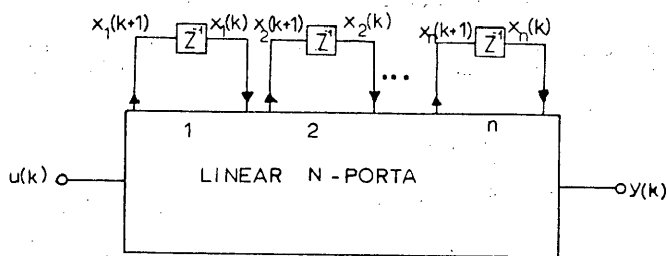 x₁(k+1) Z⁻¹ x₁(k) x₂(k+1) Z⁻¹ x₂(k) ... xₙ(k+1) Z⁻¹ xₙ(k)
1 2 n
u(k) LINEAR N-PORTA y(k)